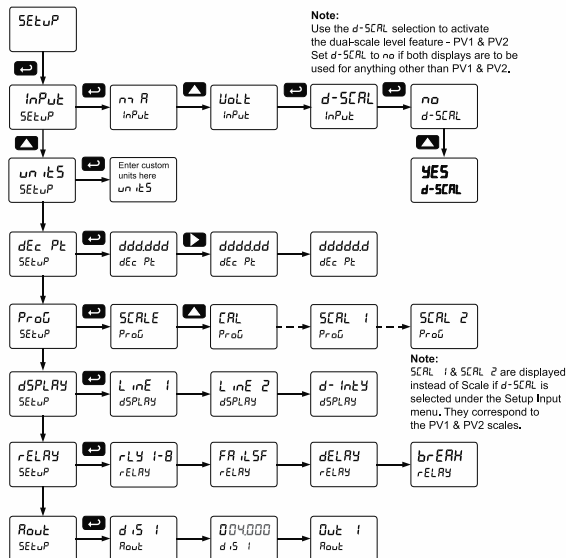 SEtuP
Note:
Use the d-SCAL selection to activate
the dual-scale level feature - PV1 & PV2
Set d-SCAL to no if both displays are to be
used for anything other than PV1 & PV2.
InPut
SEtuP
mA
InPut
UoLt
InPut
d-SCAL
InPut
no
d-SCAL
YES
d-SCAL
unitS
SEtuP
Enter custom
units here
unitS
dEc Pt
SEtuP
ddd.ddd
dEc Pt
dddd.dd
dEc Pt
ddddd.d
dEc Pt
ProG
SEtuP
SCALE
ProG
CAL
ProG
SCAL 1
ProG
SCAL 2
ProG
Note:
SCAL 1 & SCAL 2 are displayed
instead of Scale if d-SCAL is
selected under the Setup Input
menu. They correspond to
the PV1 & PV2 scales.
dSPLAY
SEtuP
LinE 1
dSPLAY
LinE 2
dSPLAY
d-IntY
dSPLAY
rELAY
SEtuP
rLY 1-8
rELAY
FAiLSF
rELAY
dELAY
rELAY
brEAK
rELAY
Aout
SEtuP
diS 1
Aout
004.000
diS 1
Out 1
Aout